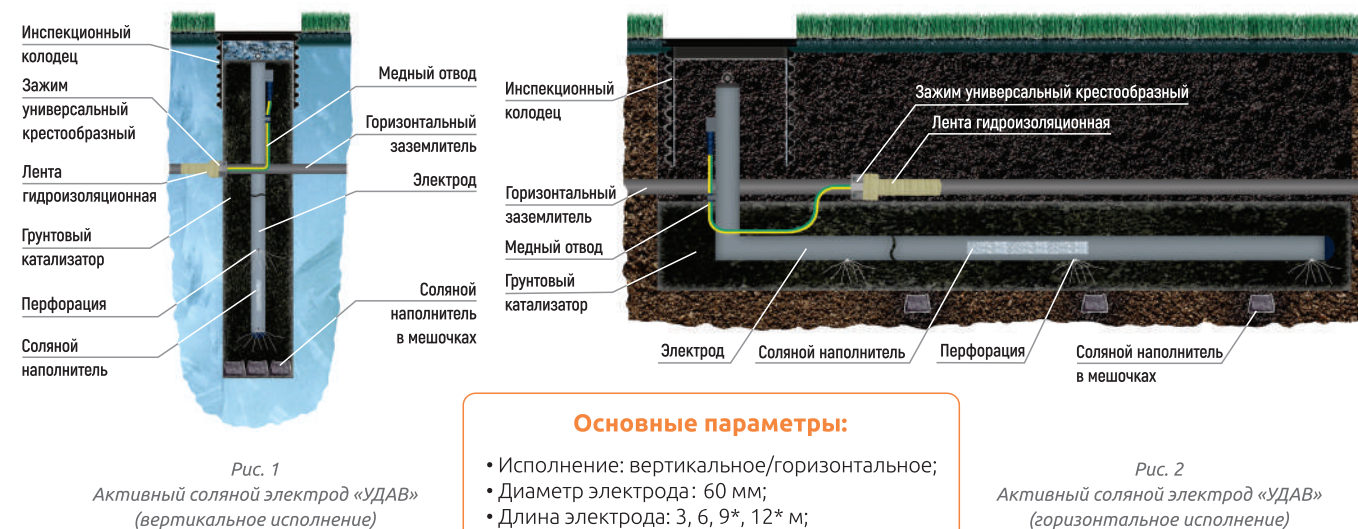 Инспекционный
колодец
Зажим
универсальный
крестообразный
Лента
гидроизоляционная
Грунтовый
катализатор
Перфорация
Соляной
наполнитель
Медный отвод
Горизонтальный
заземлитель
Электрод
Соляной
наполнитель
в мешочках
Рис. 1
Активный соляной электрод «УДАВ»
(вертикальное исполнение)
Инспекционный
колодец
Горизонтальный
заземлитель
Медный отвод
Грунтовый
катализатор
Зажим универсальный крестообразный
Лента гидроизоляционная
Электрод
Соляной наполнитель
Перфорация
Соляной наполнитель
в мешочках
Основные параметры:
• Исполнение: вертикальное/горизонтальное;
• Диаметр электрода: 60 мм;
• Длина электрода: 3, 6, 9*, 12* м;
Рис. 2
Активный соляной электрод «УДАВ»
(горизонтальное исполнение)